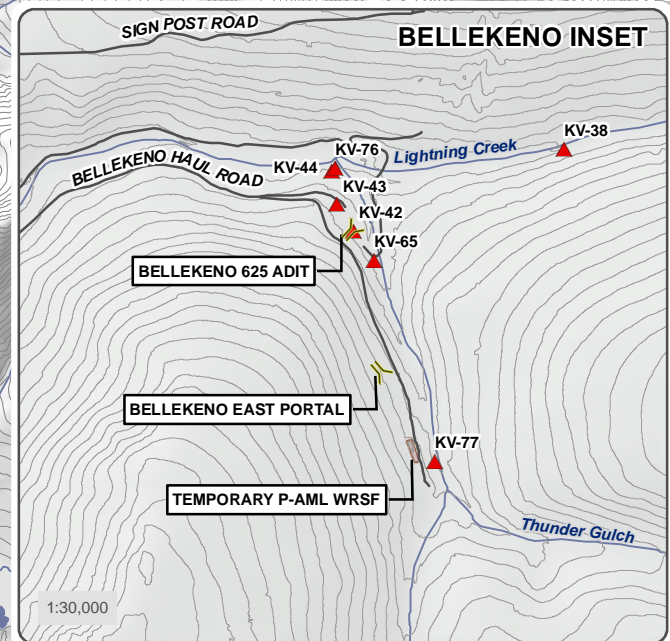 SIGN POST ROAD
BELLEKENO INSET
KV-38
KV-76
Lightning Creek
KV-44
BELLEKENO HAUL ROAD
KV-43
KV-42
KV-65
BELLEKENO 625 ADIT
BELLEKENO EAST PORTAL
KV-77
TEMPORARY P-AML WRSF
Thunder Gulch
1:30,000